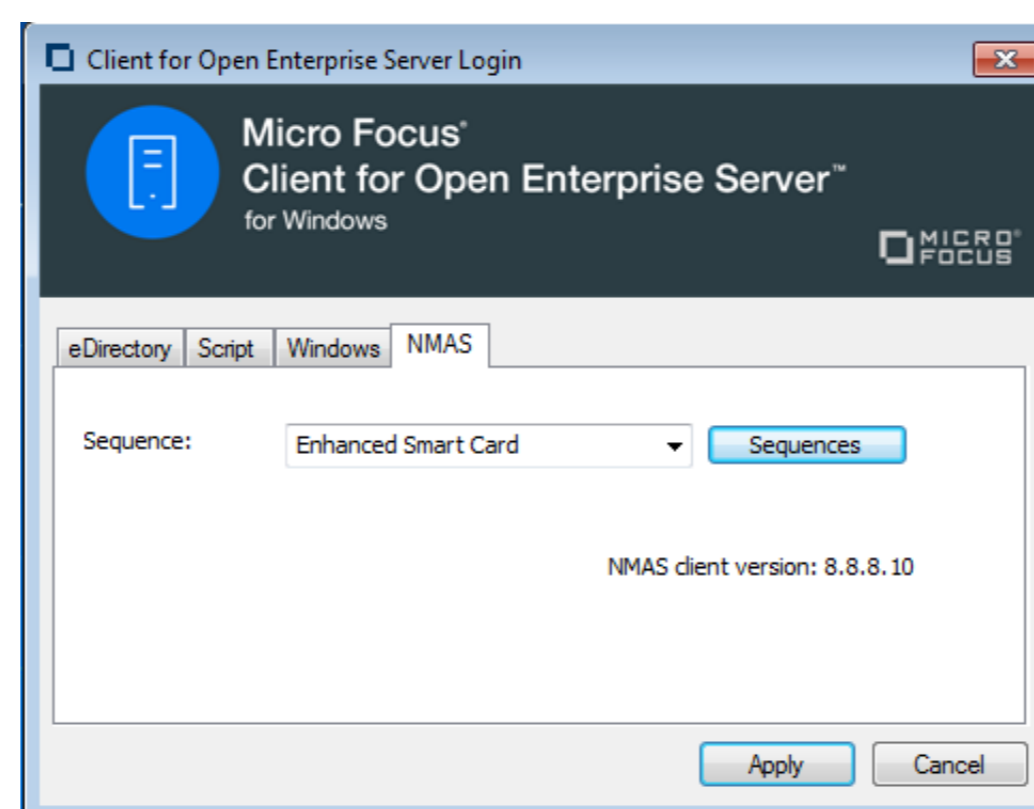 Client for Open Enterprise Server Login
Micro Focus®
Client for Open Enterprise Server™
for Windows
MICRO®
FOCUS
eDirectory Script Windows NMAS
Sequence: Enhanced Smart Card Sequences
NMAS client version: 8.8.8.10
Apply Cancel